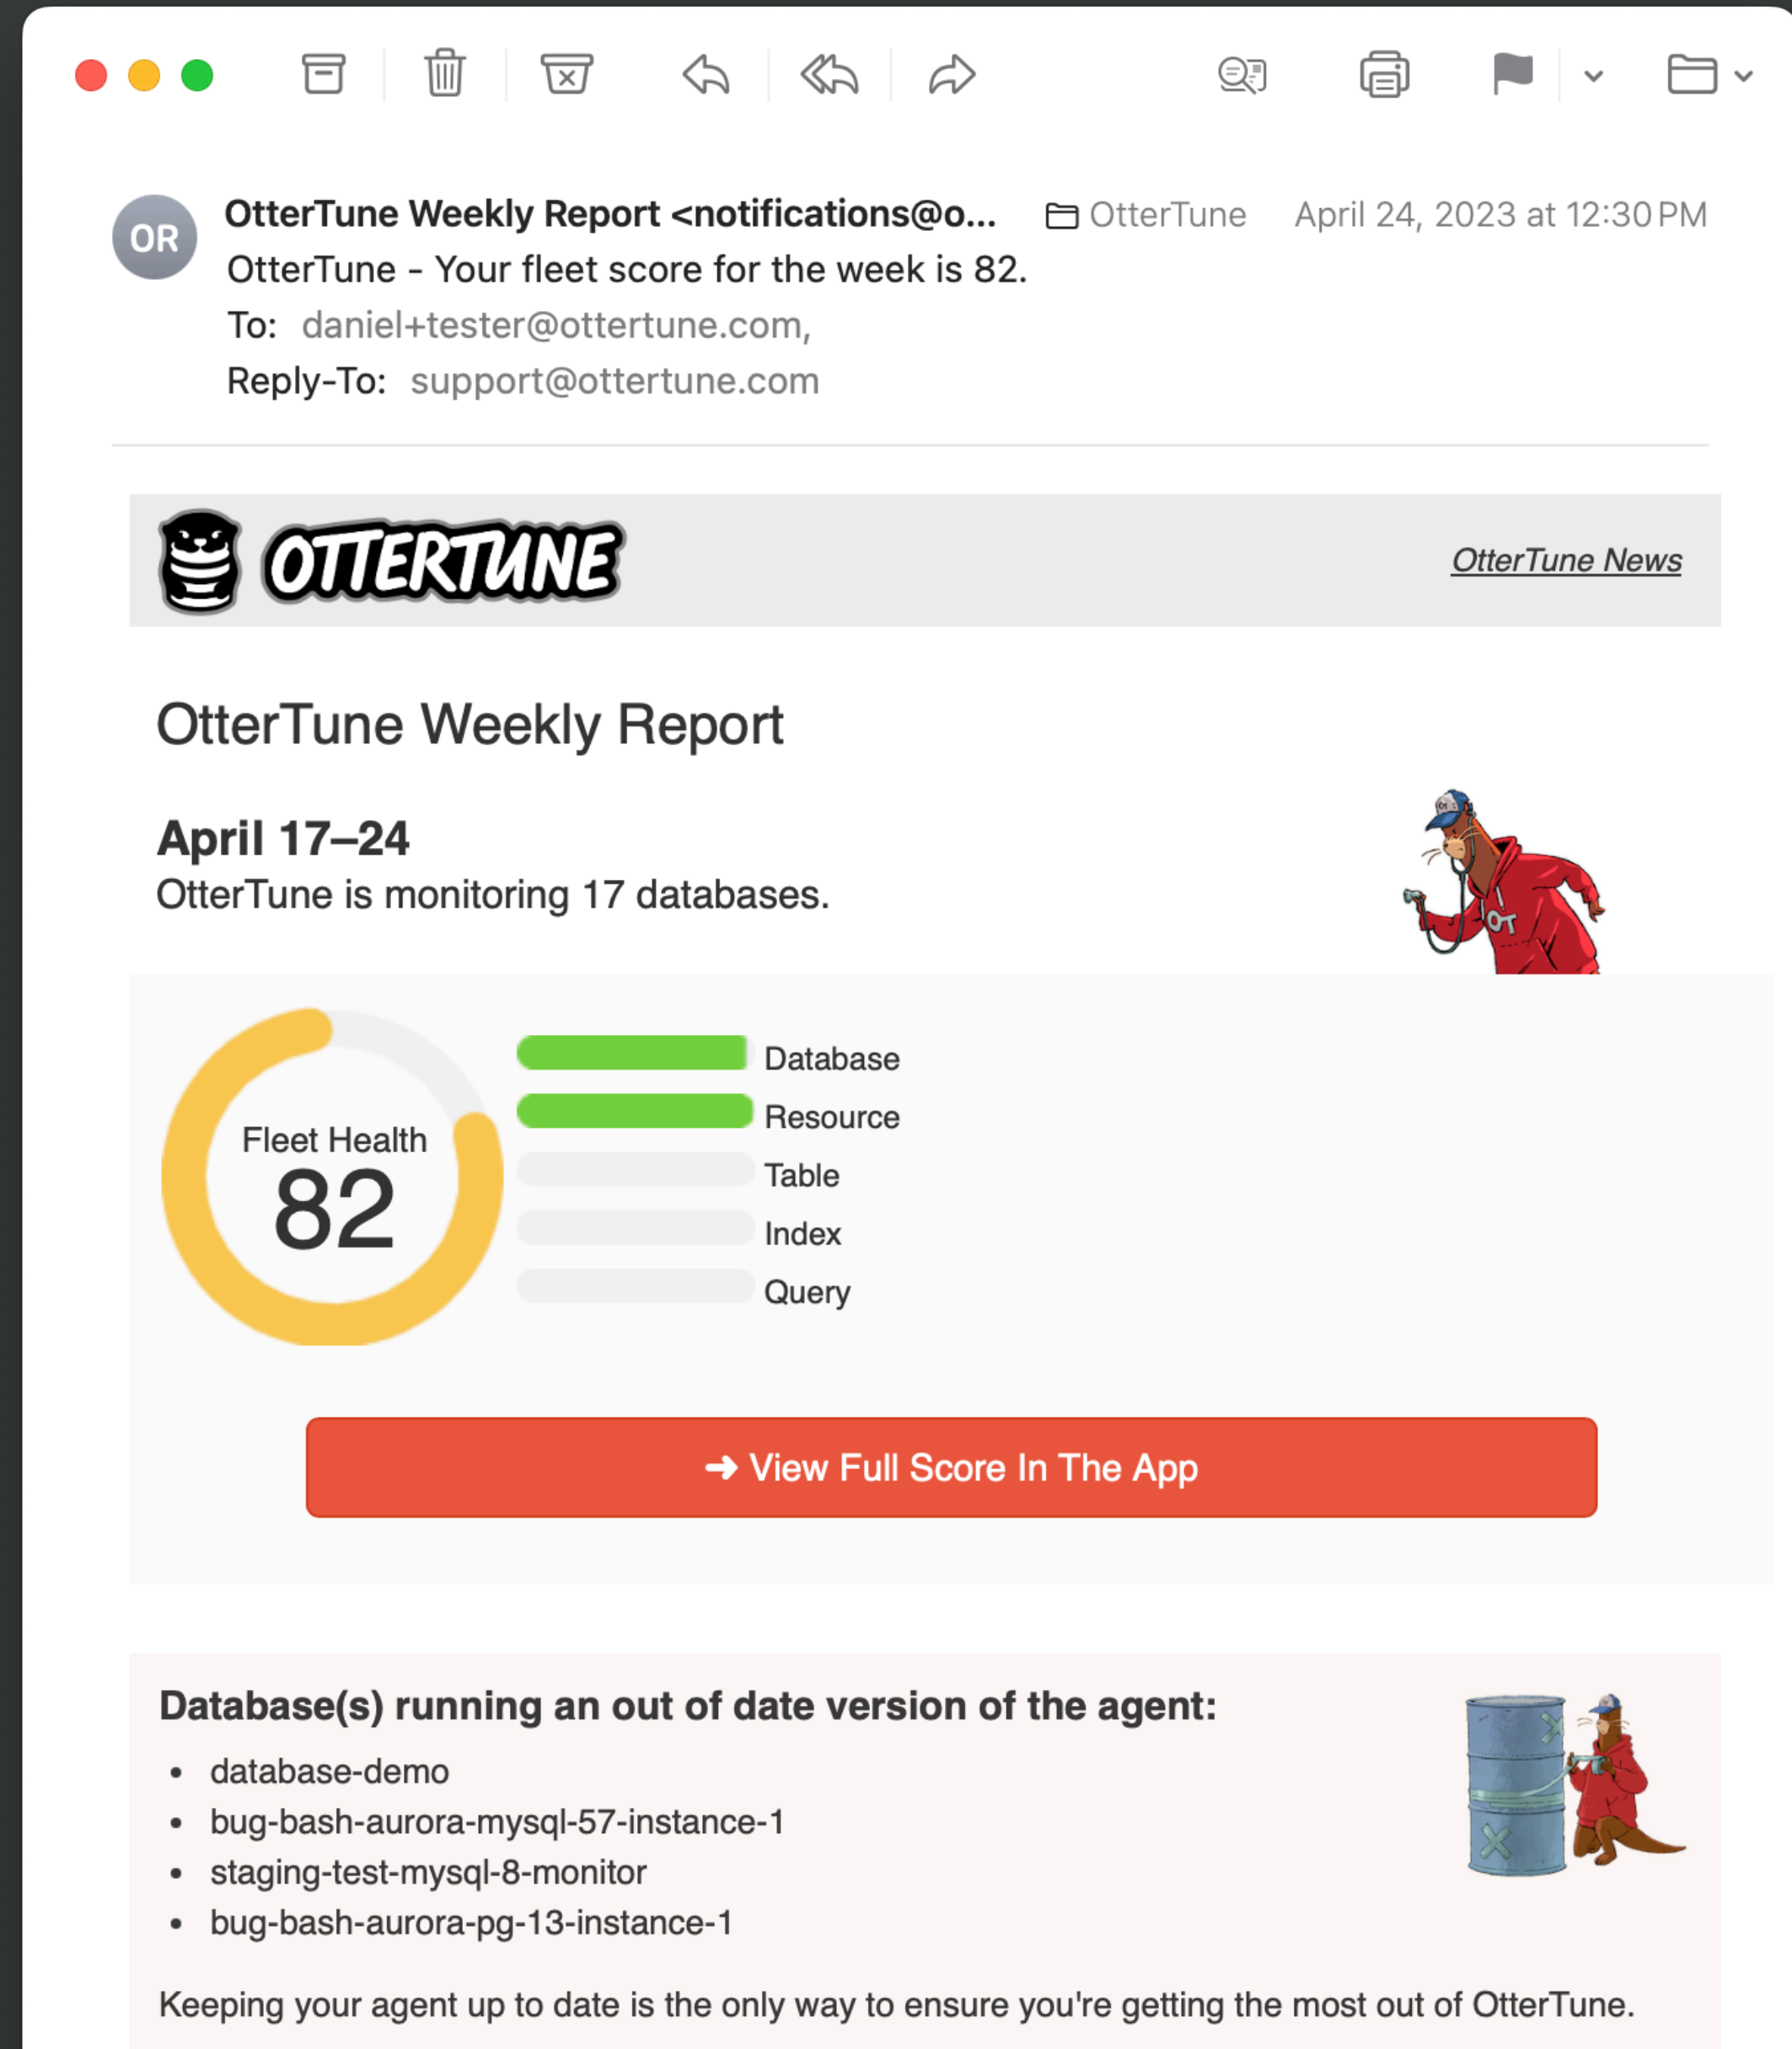 OR
OtterTune Weekly Report <notifications@o...
OtterTune
April 24, 2023 at 12:30 PM
OtterTune - Your fleet score for the week is 82.
To: daniel+tester@ottertune.com,
Reply-To: support@ottertune.com
OTTERTUNE
OtterTune News
OtterTune Weekly Report
April 17–24
OtterTune is monitoring 17 databases.
OT
Fleet Health
82
Database
Resource
Table
Index
Query
➜ View Full Score In The App
Database(s) running an out of date version of the agent:
• database-demo
• bug-bash-aurora-mysql-57-instance-1
• staging-test-mysql-8-monitor
• bug-bash-aurora-pg-13-instance-1
Keeping your agent up to date is the only way to ensure you're getting the most out of OtterTune.